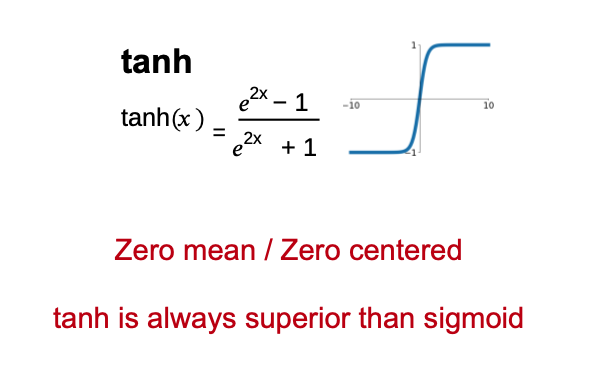 tanh
tanh(x) = e^2x − 1
e^2x + 1
1
-10
10
-1
Zero mean / Zero centered
tanh is always superior than sigmoid